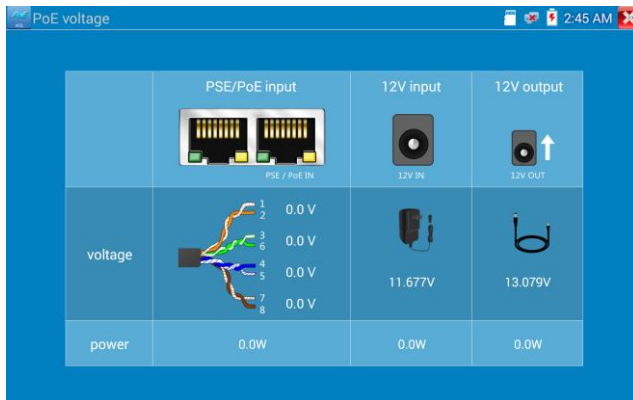 PoE voltage
2:45 AM
PSE/PoE input
12V input
12V output
PSE / PoE IN
12V IN
12V OUT
voltage
1
2
0.0 V
3
6
0.0 V
4
5
0.0 V
7
8
0.0 V
11.677V
13.079V
power
0.0W
0.0W
0.0W